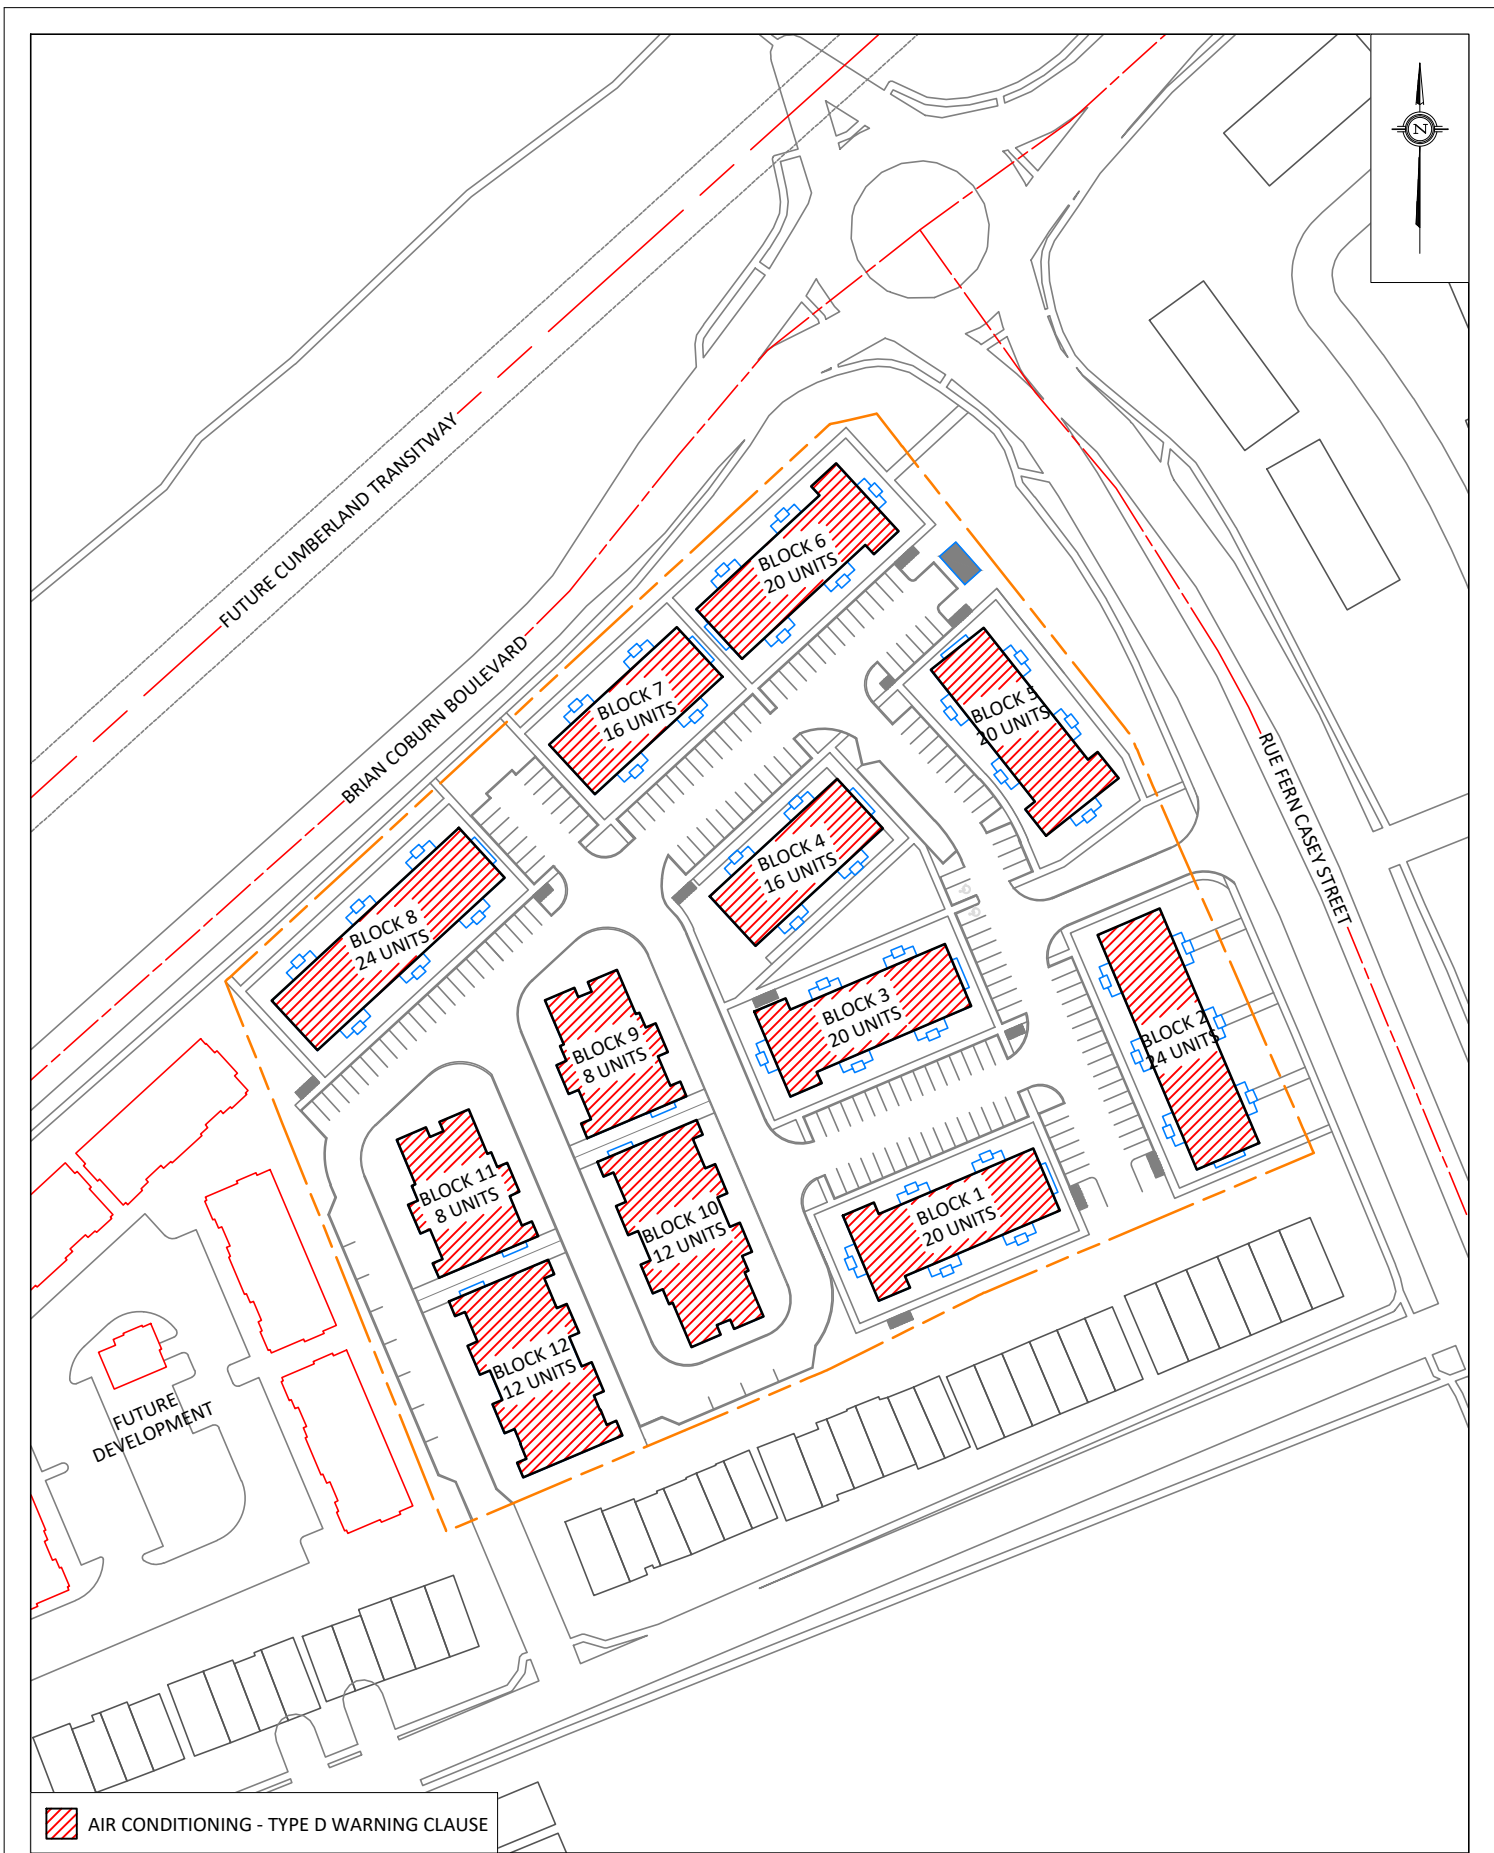 N
FUTURE CUMBERLAND TRANSITWAY
BRIAN COBURN BOULEVARD
RUE FERN CASEY STREET
BLOCK 6
20 UNITS
BLOCK 7
16 UNITS
BLOCK 5
20 UNITS
BLOCK 4
16 UNITS
BLOCK 8
24 UNITS
BLOCK 3
20 UNITS
BLOCK 2
24 UNITS
BLOCK 9
8 UNITS
BLOCK 11
8 UNITS
BLOCK 10
12 UNITS
BLOCK 1
20 UNITS
BLOCK 12
12 UNITS
FUTURE
DEVELOPMENT
AIR CONDITIONING - TYPE D WARNING CLAUSE